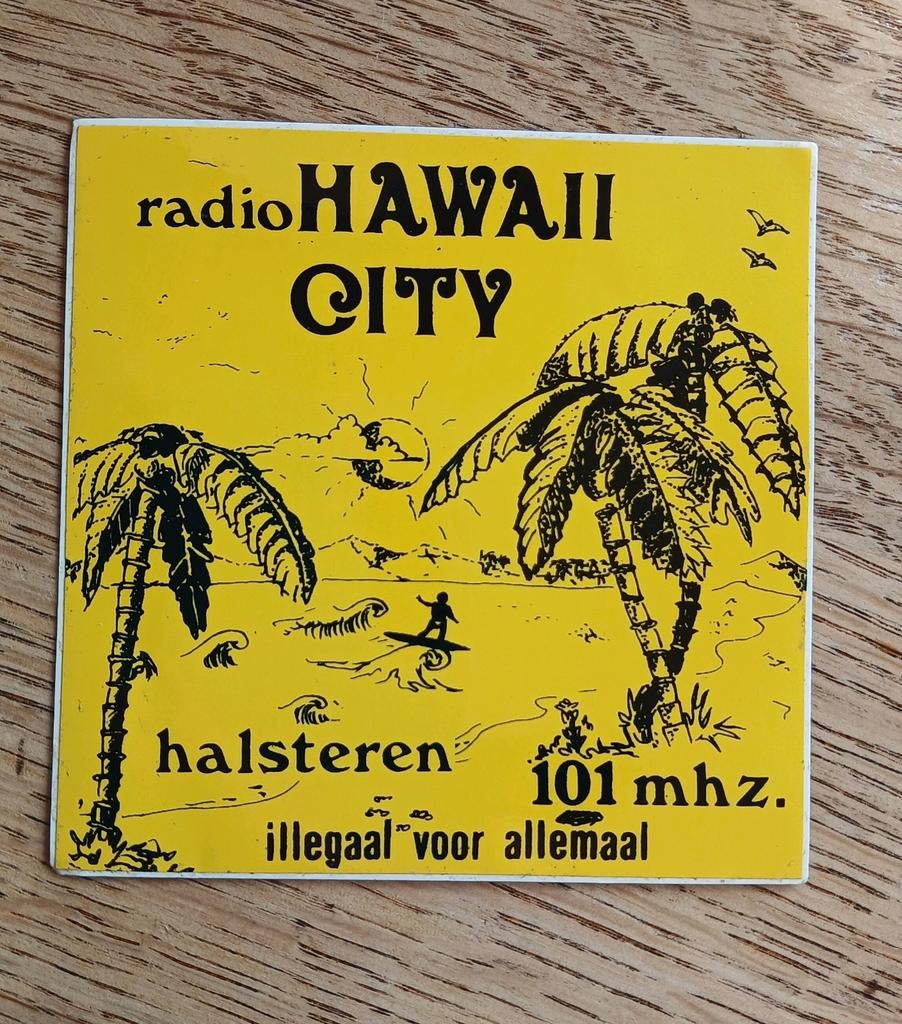 radio HAWAII
CITY
halsteren
101 mhz.
illegaal voor allemaal